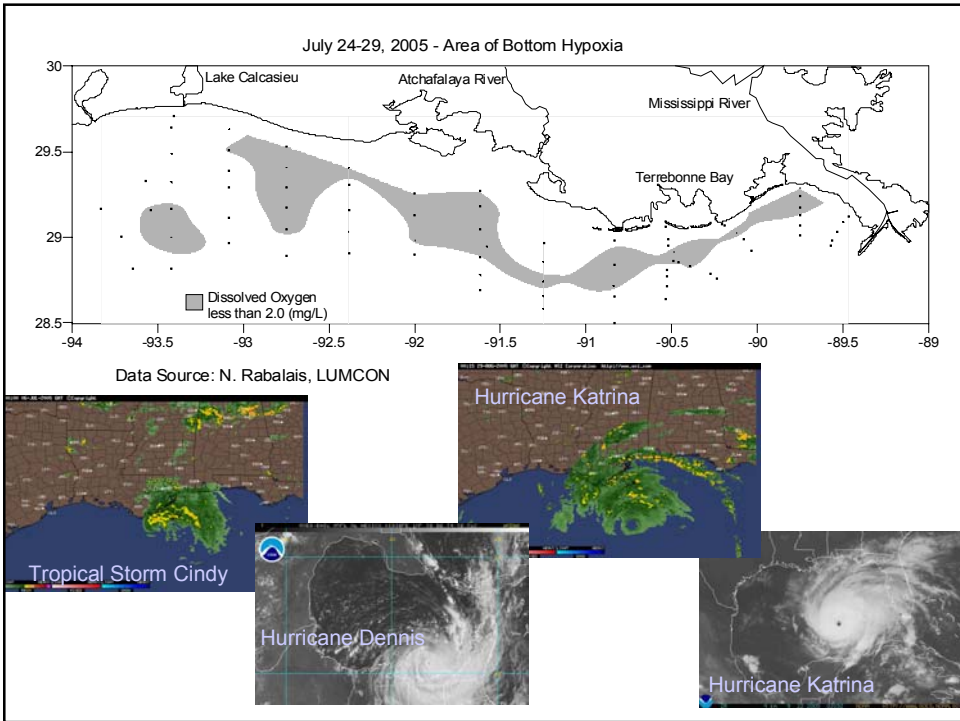 July 24-29, 2005 - Area of Bottom Hypoxia
30
29.5
29
28.5
Lake Calcasieu
Atchafalaya River
Mississippi River
Terrebonne Bay
Dissolved Oxygen
less than 2.0 (mg/L)
-94
-93.5
-93
-92.5
-92
-91.5
-91
-90.5
-90
-89.5
-89
Data Source: N. Rabalais, LUMCON
Hurricane Katrina
Tropical Storm Cindy
Hurricane Dennis
Hurricane Katrina